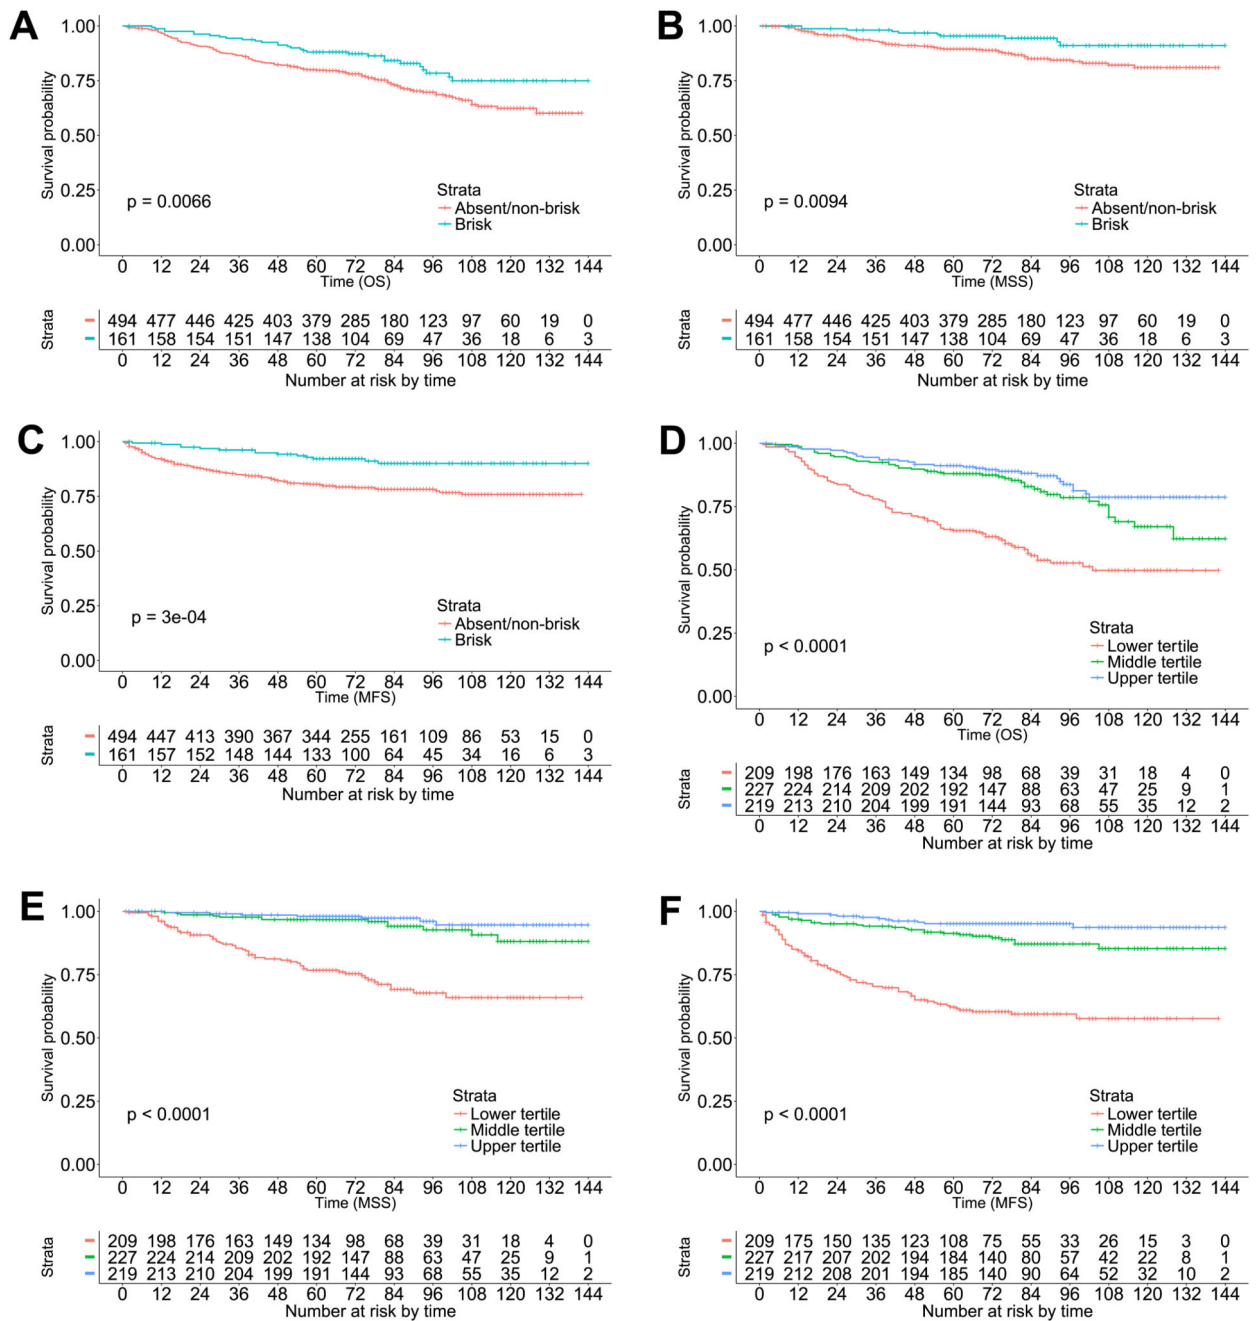 A
Survival probability
1.00
0.75
0.50
0.25
0.00
p = 0.0066
Strata
Absent/non-brisk
Brisk
0 12 24 36 48 60 72 84 96 108 120 132 144
Time (OS)
Strata
494 477 446 425 403 379 285 180 123 97 60 19 0
161 158 154 151 147 138 104 69 47 36 18 6 3
0 12 24 36 48 60 72 84 96 108 120 132 144
Number at risk by time
B
Survival probability
1.00
0.75
0.50
0.25
0.00
p = 0.0094
Strata
Absent/non-brisk
Brisk
0 12 24 36 48 60 72 84 96 108 120 132 144
Time (MSS)
Strata
494 477 446 425 403 379 285 180 123 97 60 19 0
161 158 154 151 147 138 104 69 47 36 18 6 3
0 12 24 36 48 60 72 84 96 108 120 132 144
Number at risk by time
C
Survival probability
1.00
0.75
0.50
0.25
0.00
p = 3e-04
Strata
Absent/non-brisk
Brisk
0 12 24 36 48 60 72 84 96 108 120 132 144
Time (MFS)
Strata
494 447 413 390 367 344 255 161 109 86 53 15 0
161 157 152 148 144 133 100 64 45 34 16 6 3
0 12 24 36 48 60 72 84 96 108 120 132 144
Number at risk by time
D
Survival probability
1.00
0.75
0.50
0.25
0.00
p < 0.0001
Strata
Lower tertile
Middle tertile
Upper tertile
0 12 24 36 48 60 72 84 96 108 120 132 144
Time (OS)
Strata
209 198 176 163 149 134 98 68 39 31 18 4 0
227 224 214 209 202 192 147 88 63 47 25 9 1
219 213 210 204 199 191 144 93 68 55 35 12 2
0 12 24 36 48 60 72 84 96 108 120 132 144
Number at risk by time
E
Survival probability
1.00
0.75
0.50
0.25
0.00
p < 0.0001
Strata
Lower tertile
Middle tertile
Upper tertile
0 12 24 36 48 60 72 84 96 108 120 132 144
Time (MSS)
Strata
209 198 176 163 149 134 98 68 39 31 18 4 0
227 224 214 209 202 192 147 88 63 47 25 9 1
219 213 210 204 199 191 144 93 68 55 35 12 2
0 12 24 36 48 60 72 84 96 108 120 132 144
Number at risk by time
F
Survival probability
1.00
0.75
0.50
0.25
0.00
p < 0.0001
Strata
Lower tertile
Middle tertile
Upper tertile
0 12 24 36 48 60 72 84 96 108 120 132 144
Time (MFS)
Strata
209 175 150 135 123 108 75 55 33 26 15 3 0
227 217 207 202 194 184 140 80 57 42 22 8 1
219 212 208 201 194 185 140 90 64 52 32 10 2
0 12 24 36 48 60 72 84 96 108 120 132 144
Number at risk by time